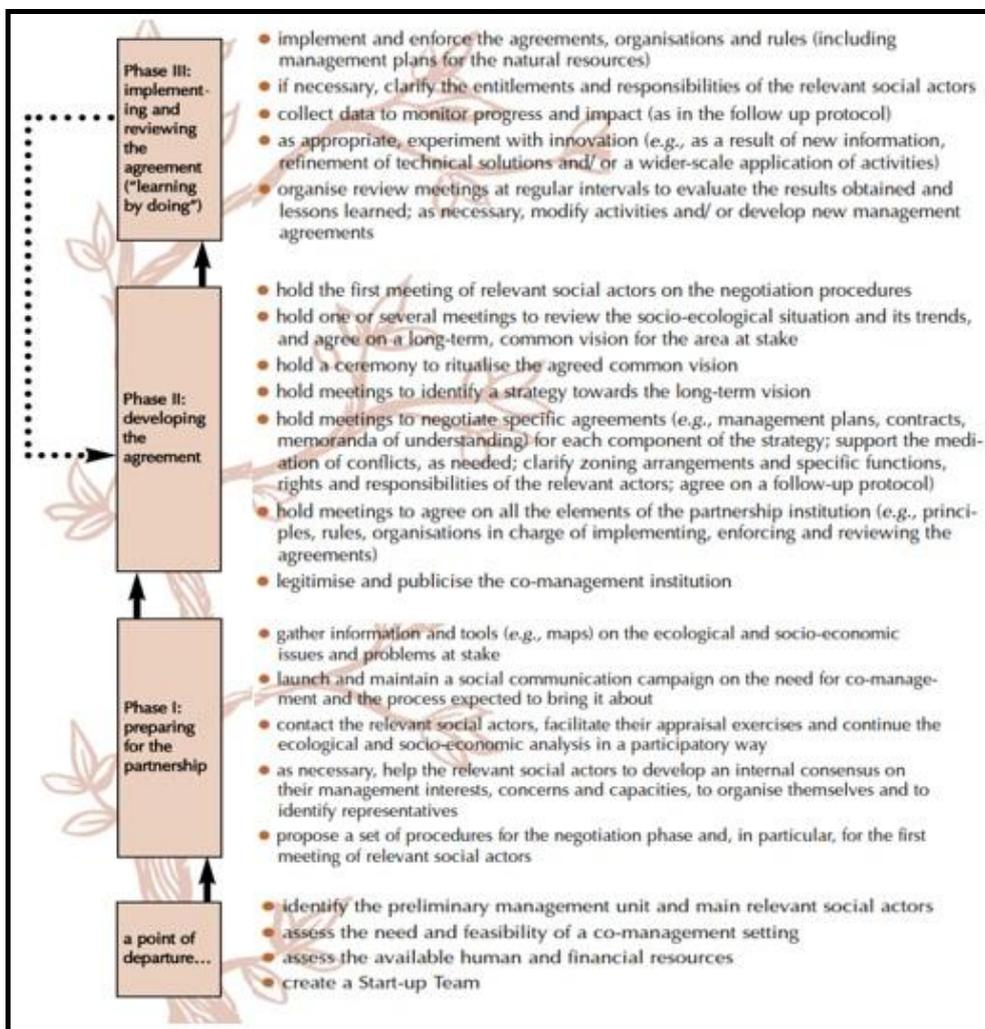 Phase III:
implement-
ing and
reviewing
the
agreement
("learning
by doing")
• implement and enforce the agreements, organisations and rules (including
management plans for the natural resources)
• if necessary, clarify the entitlements and responsibilities of the relevant social actors
• collect data to monitor progress and impact (as in the follow up protocol)
• as appropriate, experiment with innovation (e.g., as a result of new information,
refinement of technical solutions and/ or a wider-scale application of activities)
• organise review meetings at regular intervals to evaluate the results obtained and
lessons learned; as necessary, modify activities and/ or develop new management
agreements
Phase II:
developing
the
agreement
• hold the first meeting of relevant social actors on the negotiation procedures
• hold one or several meetings to review the socio-ecological situation and its trends,
and agree on a long-term, common vision for the area at stake
• hold a ceremony to ritualise the agreed common vision
• hold meetings to identify a strategy towards the long-term vision
• hold meetings to negotiate specific agreements (e.g., management plans, contracts,
memoranda of understanding) for each component of the strategy; support the medi-
ation of conflicts, as needed; clarify zoning arrangements and specific functions,
rights and responsibilities of the relevant actors; agree on a follow-up protocol)
• hold meetings to agree on all the elements of the partnership institution (e.g., princi-
ples, rules, organisations in charge of implementing, enforcing and reviewing the
agreements)
• legitimise and publicise the co-management institution
Phase I:
preparing
for the
partnership
• gather information and tools (e.g., maps) on the ecological and socio-economic
issues and problems at stake
• launch and maintain a social communication campaign on the need for co-manage-
ment and the process expected to bring it about
• contact the relevant social actors, facilitate their appraisal exercises and continue the
ecological and socio-economic analysis in a participatory way
• as necessary, help the relevant social actors to develop an internal consensus on
their management interests, concerns and capacities, to organise themselves and to
identify representatives
• propose a set of procedures for the negotiation phase and, in particular, for the first
meeting of relevant social actors
a point of
departure...
• identify the preliminary management unit and main relevant social actors
• assess the need and feasibility of a co-management setting
• assess the available human and financial resources
• create a Start-up Team